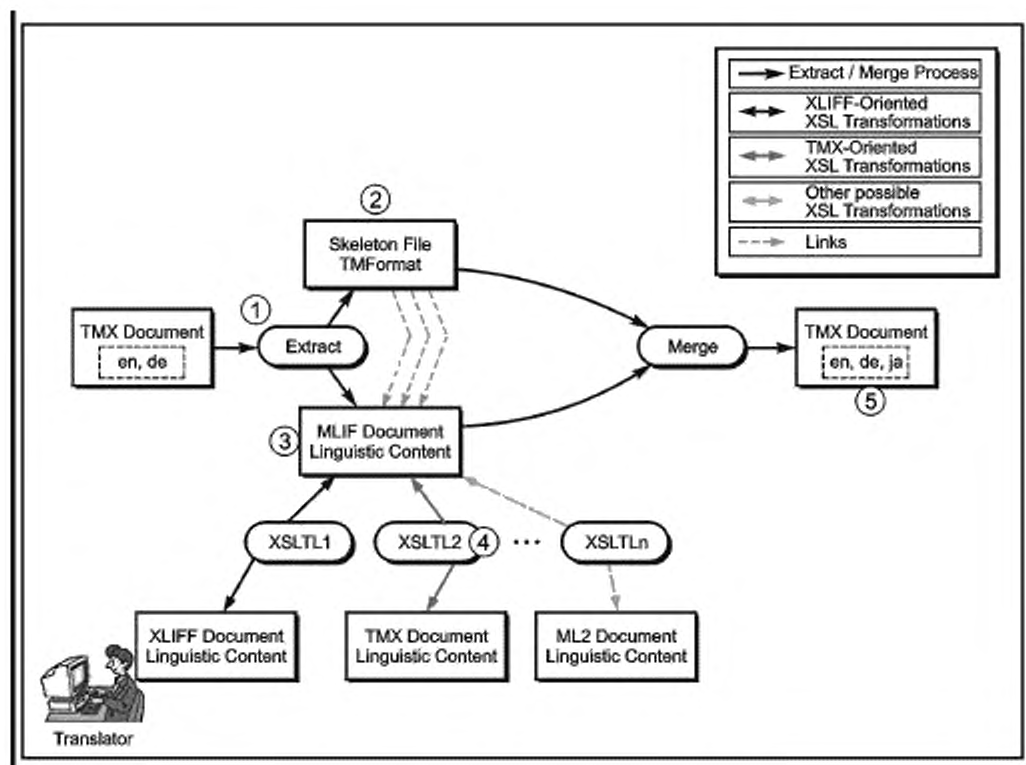 Extract / Merge Process
XLIFF-Oriented
XSL Transformations
TMX-Oriented
XSL Transformations
Other possible
XSL Transformations
Links
2
Skeleton File
TMFormat
1
TMX Document
en, de
Extract
Merge
TMX Document
en, de, ja
5
3
MLIF Document
Linguistic Content
XSLTL1
XSLTL2
4
...
XSLTLn
XLIFF Document
Linguistic Content
TMX Document
Linguistic Content
ML2 Document
Linguistic Content
Translator